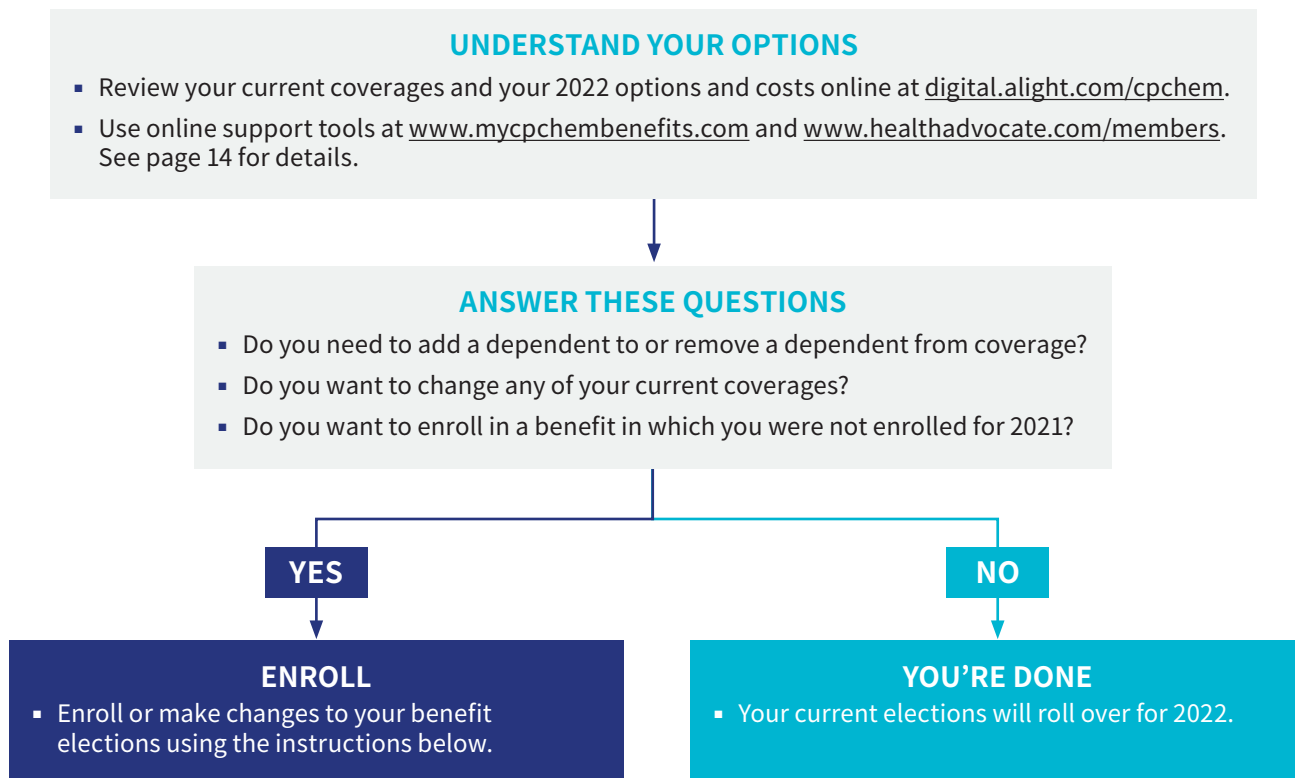 UNDERSTAND YOUR OPTIONS
▪ Review your current coverages and your 2022 options and costs online at digital.alight.com/cpchem.
▪ Use online support tools at www.mycpchembenefits.com and www.healthadvocate.com/members.
See page 14 for details.
ANSWER THESE QUESTIONS
▪ Do you need to add a dependent to or remove a dependent from coverage?
▪ Do you want to change any of your current coverages?
▪ Do you want to enroll in a benefit in which you were not enrolled for 2021?
YES
NO
ENROLL
▪ Enroll or make changes to your benefit
elections using the instructions below.
YOU’RE DONE
▪ Your current elections will roll over for 2022.